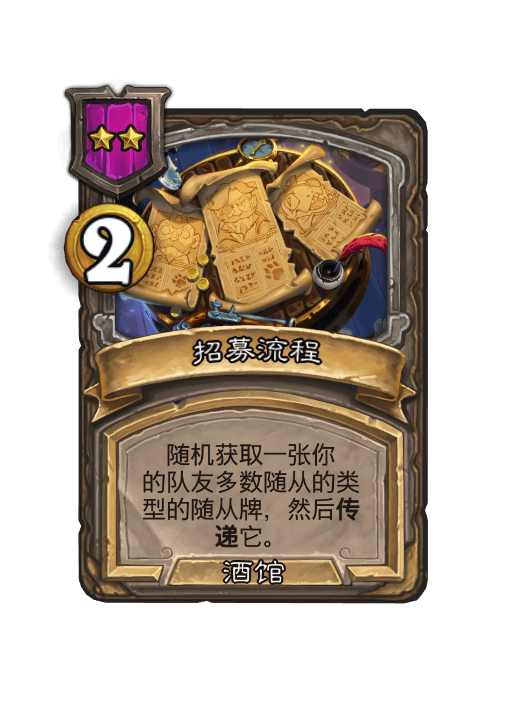 2
招募流程
随机获取一张你
的队友多数随从的类
型的随从牌，然后传
递它。
酒馆